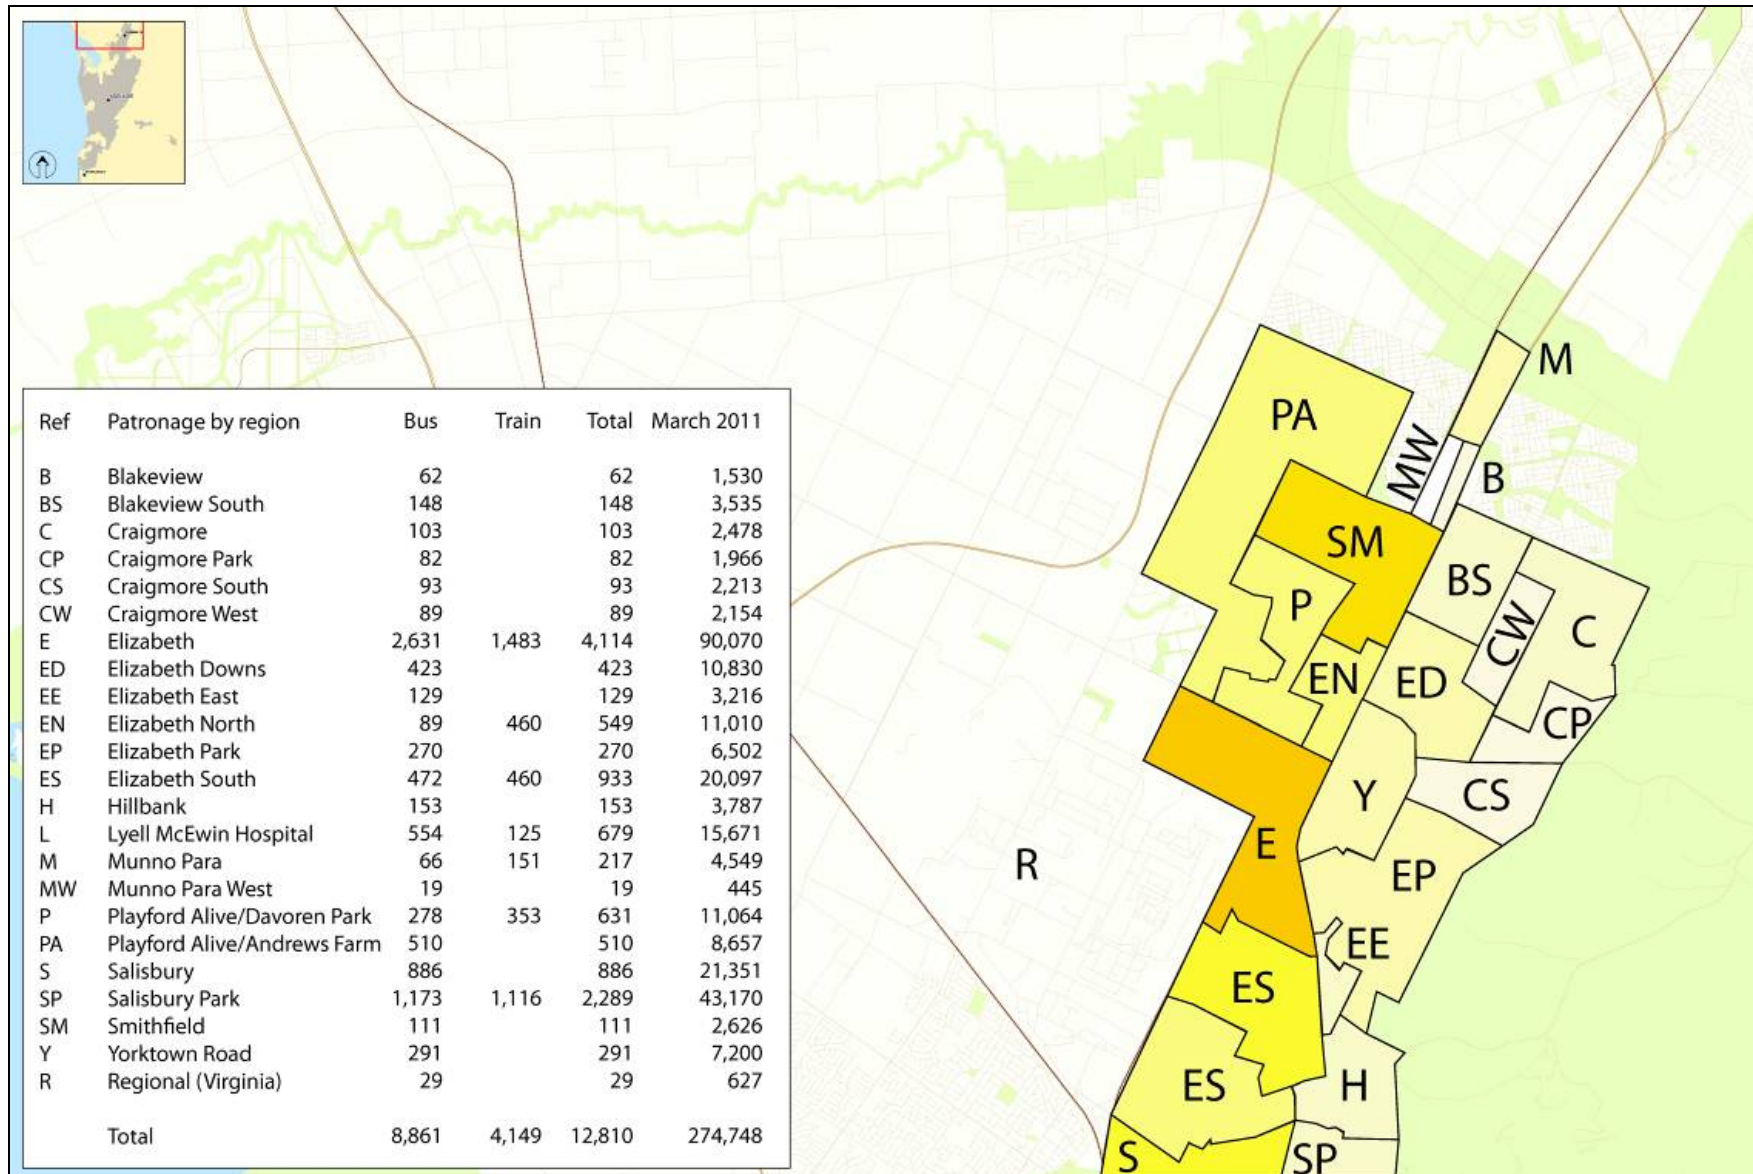 Ref Patronage by region Bus Train Total March 2011
B Blakeview 62 62 1,530
BS Blakeview South 148 148 3,535
C Craigmore 103 103 2,478
CP Craigmore Park 82 82 1,966
CS Craigmore South 93 93 2,213
CW Craigmore West 89 89 2,154
E Elizabeth 2,631 1,483 4,114 90,070
ED Elizabeth Downs 423 423 10,830
EE Elizabeth East 129 129 3,216
EN Elizabeth North 89 460 549 11,010
EP Elizabeth Park 270 270 6,502
ES Elizabeth South 472 460 933 20,097
H Hillbank 153 153 3,787
L Lyell McEwin Hospital 554 125 679 15,671
M Munno Para 66 151 217 4,549
MW Munno Para West 19 19 445
P Playford Alive/Davoren Park 278 353 631 11,064
PA Playford Alive/Andrews Farm 510 510 8,657
S Salisbury 886 886 21,351
SP Salisbury Park 1,173 1,116 2,289 43,170
SM Smithfield 111 111 2,626
Y Yorktown Road 291 291 7,200
R Regional (Virginia) 29 29 627
Total 8,861 4,149 12,810 274,748
M
PA
MW
B
SM
BS
P
CW
C
EN
ED
CP
Y
CS
E
R
EP
EE
ES
ES
H
S
SP